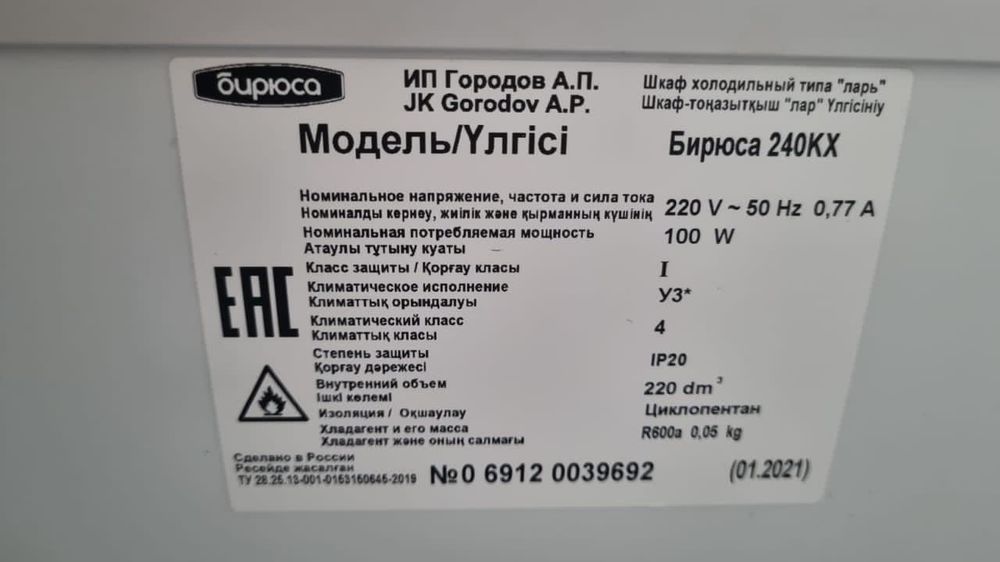 бирюса
ИП Городов А.П.
JK Gorodov A.P.
Шкаф холодильный типа "ларь"
Шкаф-тоңазытқыш "лар" Үлгісініү
Модель/Үлгісі
Бирюса 240КХ
Номинальное напряжение, частота и сила тока
Номиналды кернеу, жиілік және қырманның күшінің
220 V ~ 50 Hz 0,77 A
Номинальная потребляемая мощность
Атаулы тұтыну куаты
100 W
Класс защиты / Қорғау класы
I
Климатическое исполнение
Климаттық орындалуы
У3*
Климатический класс
Климаттық класы
4
Степень защиты
Қорғау дәрежесі
IP20
Внутренний объем
Ішкі көлемі
220 dm³
Изоляция / Оқшаулау
Циклопентан
Хладагент и его масса
Хладагент және оның салмағы
R600a 0,05 kg
EAC
Сделано в России
Ресейде жасалған
ТУ 28.25.13-001-0163160645-2019
№0 6912 0039692
(01.2021)